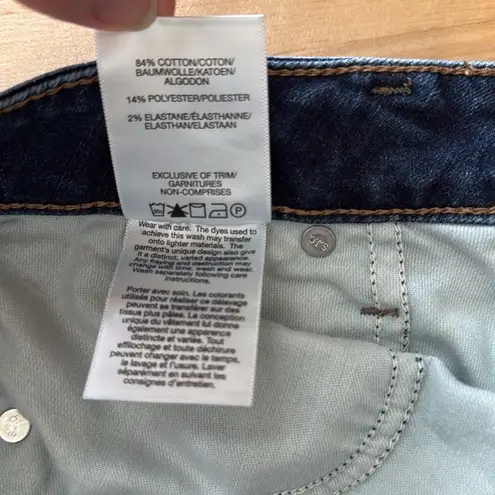 84% COTTON/COTON/
BAUMWOLLE/KATOEN/
ALGODON
14% POLYESTER/POLIESTER
2% ELASTANE/ÉLASTHANNE/
ELASTHAN/ELASTAAN
EXCLUSIVE OF TRIM/
GARNITURES
NON-COMPRISES
P
Wear with care. The dyes used to
achieve this wash may transfer
onto lighter materials. The
garment's unique design also give
it a distinct, varied appearance.
Any fraying and destruction may
change with time, wash and wear.
Wash separately following care
instructions.
Porter avec soin. Les colorants
utilisés pour réaliser ce délavage
peuvent se transférer sur des
tissus plus pâles. La conception
unique du vêtement lui donne
également une apparence
distincte et variée. Tout
effilochage et toute déchirure
peuvent changer avec le temps,
le lavage et l'usure. Laver
séparément en suivant les
consignes d'entretien.